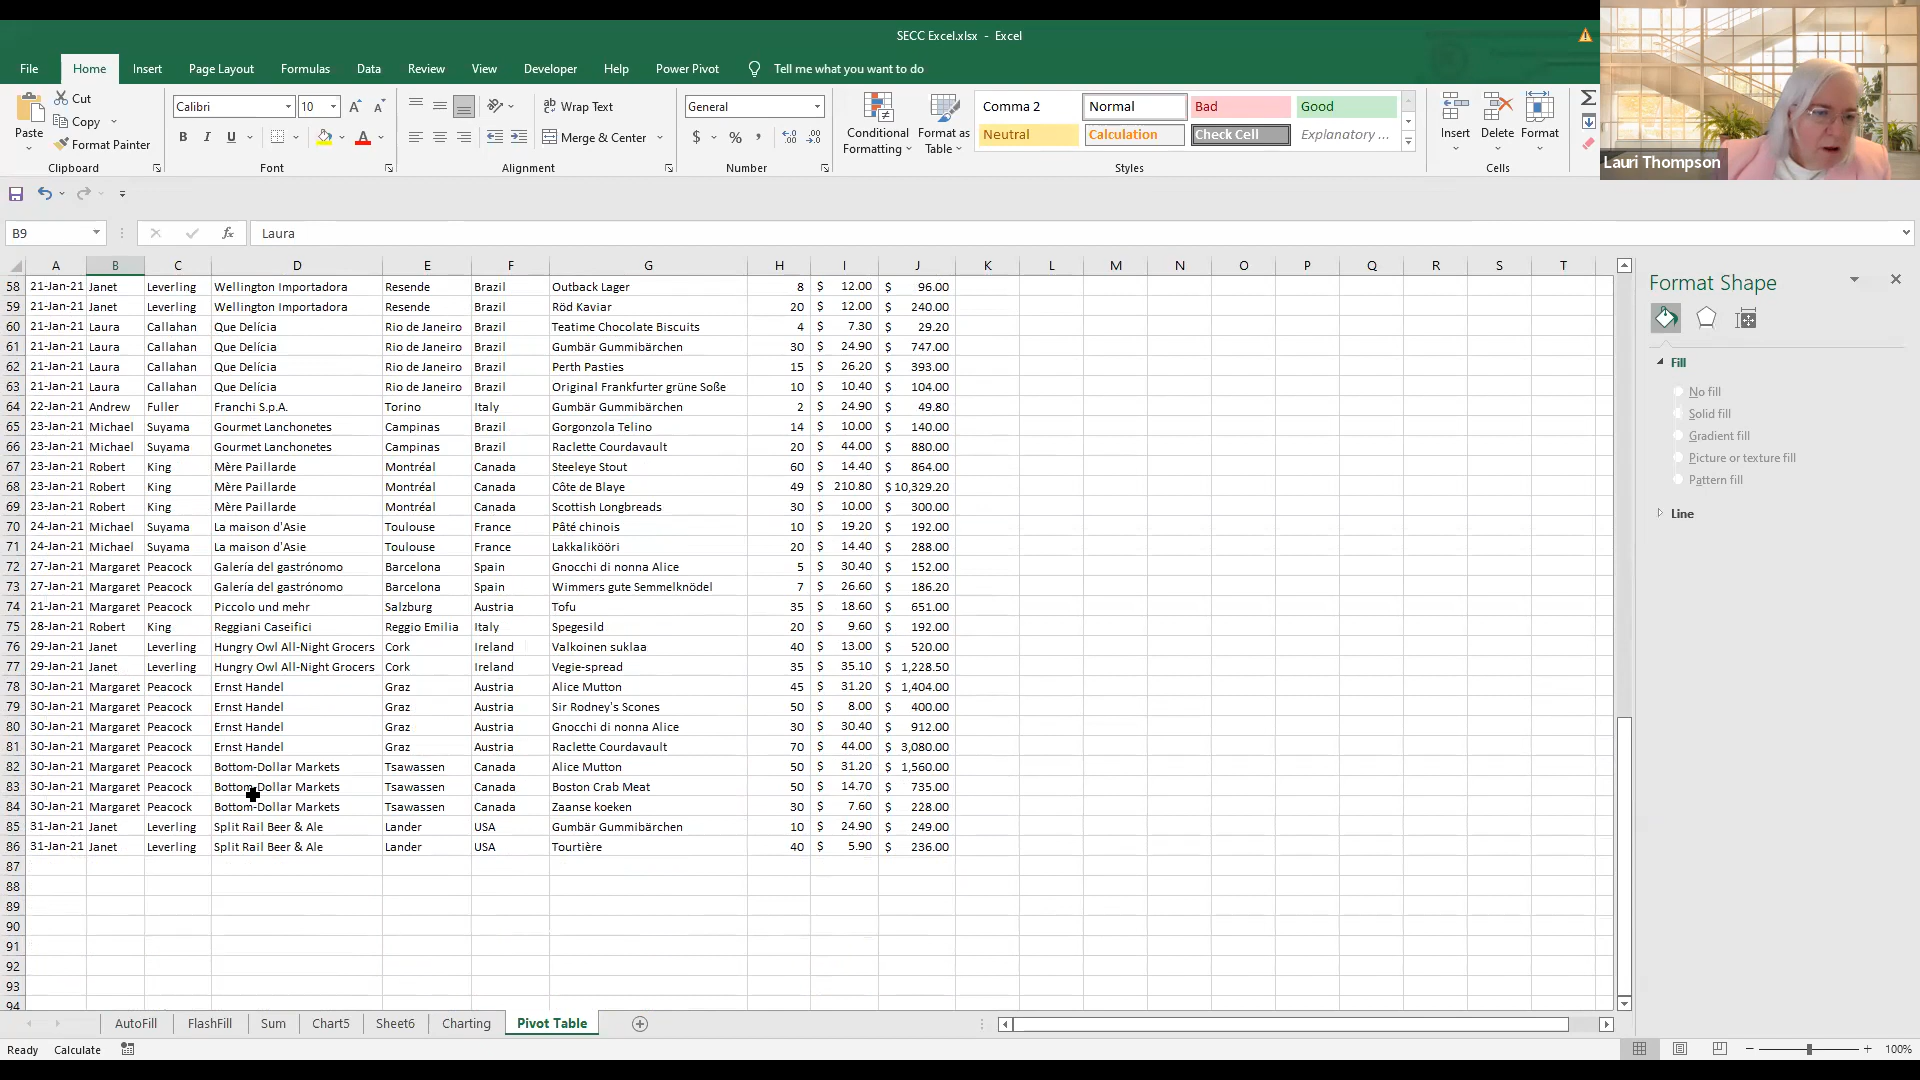 SECC Excel.xlsx - Excel
File Home Insert Page Layout Formulas Data Review View Developer Help Power Pivot Tell me what you want to do
Lauri Thompson
Paste Cut Copy Format Painter Clipboard
Calibri 10 B I U A Font
Wrap Text Merge & Center Alignment
General $ % , Number
Conditional Formatting Format as Table
Comma 2 Normal Bad Good
Neutral Calculation Check Cell Explanatory ...
Styles
Insert Delete Format Cells
B9 fx Laura
A B C D E F G H I J K L M N O P Q R S T
58 21-Jan-21 Janet Leverling Wellington Importadora Resende Brazil Outback Lager 8 $ 12.00 $ 96.00
59 21-Jan-21 Janet Leverling Wellington Importadora Resende Brazil Röd Kaviar 20 $ 12.00 $ 240.00
60 21-Jan-21 Laura Callahan Que Delícia Rio de Janeiro Brazil Teatime Chocolate Biscuits 4 $ 7.30 $ 29.20
61 21-Jan-21 Laura Callahan Que Delícia Rio de Janeiro Brazil Gumbär Gummibärchen 30 $ 24.90 $ 747.00
62 21-Jan-21 Laura Callahan Que Delícia Rio de Janeiro Brazil Perth Pasties 15 $ 26.20 $ 393.00
63 21-Jan-21 Laura Callahan Que Delícia Rio de Janeiro Brazil Original Frankfurter grüne Soße 10 $ 10.40 $ 104.00
64 22-Jan-21 Andrew Fuller Franchi S.p.A. Torino Italy Gumbär Gummibärchen 2 $ 24.90 $ 49.80
65 23-Jan-21 Michael Suyama Gourmet Lanchonetes Campinas Brazil Gorgonzola Telino 14 $ 10.00 $ 140.00
66 23-Jan-21 Michael Suyama Gourmet Lanchonetes Campinas Brazil Raclette Courdavault 20 $ 44.00 $ 880.00
67 23-Jan-21 Robert King Mère Paillarde Montréal Canada Steeleye Stout 60 $ 14.40 $ 864.00
68 23-Jan-21 Robert King Mère Paillarde Montréal Canada Côte de Blaye 49 $ 210.80 $ 10,329.20
69 23-Jan-21 Robert King Mère Paillarde Montréal Canada Scottish Longbreads 30 $ 10.00 $ 300.00
70 24-Jan-21 Michael Suyama La maison d'Asie Toulouse France Pâté chinois 10 $ 19.20 $ 192.00
71 24-Jan-21 Michael Suyama La maison d'Asie Toulouse France Lakkalikööri 20 $ 14.40 $ 288.00
72 27-Jan-21 Margaret Peacock Galería del gastrónomo Barcelona Spain Gnocchi di nonna Alice 5 $ 30.40 $ 152.00
73 27-Jan-21 Margaret Peacock Galería del gastrónomo Barcelona Spain Wimmers gute Semmelknödel 7 $ 26.60 $ 186.20
74 21-Jan-21 Margaret Peacock Piccolo und mehr Salzburg Austria Tofu 35 $ 18.60 $ 651.00
75 28-Jan-21 Robert King Reggiani Caseifici Reggio Emilia Italy Spegesild 20 $ 9.60 $ 192.00
76 29-Jan-21 Janet Leverling Hungry Owl All-Night Grocers Cork Ireland Valkoinen suklaa 40 $ 13.00 $ 520.00
77 29-Jan-21 Janet Leverling Hungry Owl All-Night Grocers Cork Ireland Vegie-spread 35 $ 35.10 $ 1,228.50
78 30-Jan-21 Margaret Peacock Ernst Handel Graz Austria Alice Mutton 45 $ 31.20 $ 1,404.00
79 30-Jan-21 Margaret Peacock Ernst Handel Graz Austria Sir Rodney's Scones 50 $ 8.00 $ 400.00
80 30-Jan-21 Margaret Peacock Ernst Handel Graz Austria Gnocchi di nonna Alice 30 $ 30.40 $ 912.00
81 30-Jan-21 Margaret Peacock Ernst Handel Graz Austria Raclette Courdavault 70 $ 44.00 $ 3,080.00
82 30-Jan-21 Margaret Peacock Bottom-Dollar Markets Tsawassen Canada Alice Mutton 50 $ 31.20 $ 1,560.00
83 30-Jan-21 Margaret Peacock Bottom-Dollar Markets Tsawassen Canada Boston Crab Meat 50 $ 14.70 $ 735.00
84 30-Jan-21 Margaret Peacock Bottom-Dollar Markets Tsawassen Canada Zaanse koeken 30 $ 7.60 $ 228.00
85 31-Jan-21 Janet Leverling Split Rail Beer & Ale Lander USA Gumbär Gummibärchen 10 $ 24.90 $ 249.00
86 31-Jan-21 Janet Leverling Split Rail Beer & Ale Lander USA Tourtière 40 $ 5.90 $ 236.00
87
88
89
90
91
92
93
94
Format Shape
Fill
No fill
Solid fill
Gradient fill
Picture or texture fill
Pattern fill
Line
AutoFill FlashFill Sum Chart5 Sheet6 Charting Pivot Table
Ready Calculate 100%